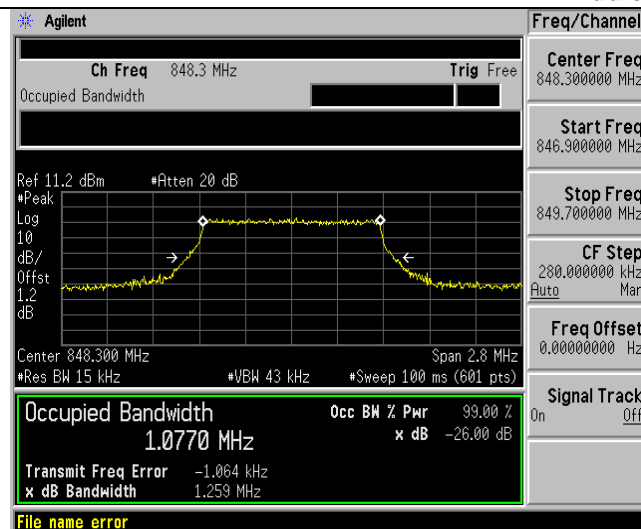 Agilent
Freq/Channel
Ch Freq 848.3 MHz Trig Free
Occupied Bandwidth
Center Freq
848.300000 MHz
Start Freq
846.900000 MHz
Stop Freq
849.700000 MHz
CF Step
280.000000 kHz
Auto Man
Freq Offset
0.00000000 Hz
Signal Track
On Off
Ref 11.2 dBm #Atten 20 dB
#Peak
Log
10
dB/
Offst
1.2
dB
Center 848.300 MHz Span 2.8 MHz
#Res BW 15 kHz #VBW 43 kHz #Sweep 100 ms (601 pts)
Occupied Bandwidth Occ BW % Pwr 99.00 %
1.0770 MHz x dB -26.00 dB
Transmit Freq Error -1.064 kHz
x dB Bandwidth 1.259 MHz
File name error